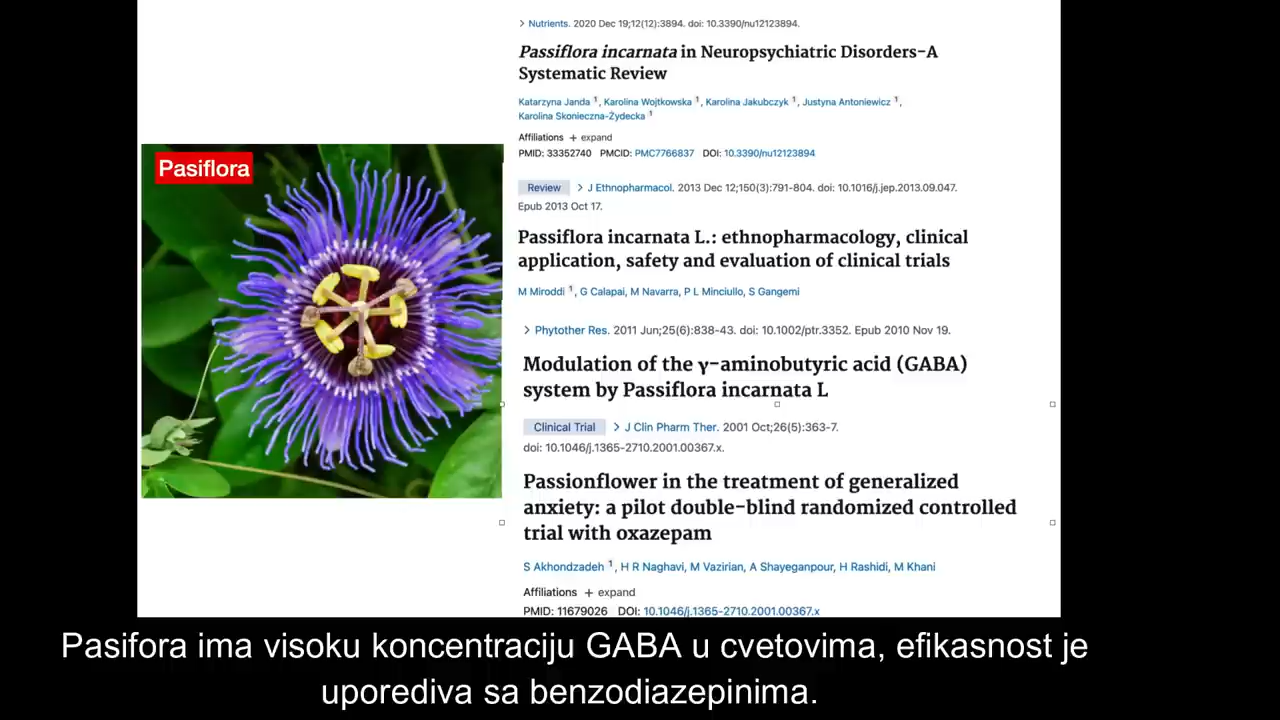 Pasiflora
> Nutrients. 2020 Dec 19;12(12):3894. doi: 10.3390/nu12123894.
Passiflora incarnata in Neuropsychiatric Disorders-A
Systematic Review
Katarzyna Janda 1, Karolina Wojtkowska 1, Karolina Jakubczyk 1, Justyna Antoniewicz 1,
Karolina Skonieczna-Żydecka 1
Affiliations + expand
PMID: 33352740 PMCID: PMC7766837 DOI: 10.3390/nu12123894
Review > J Ethnopharmacol. 2013 Dec 12;150(3):791-804. doi: 10.1016/j.jep.2013.09.047.
Epub 2013 Oct 17.
Passiflora incarnata L.: ethnopharmacology, clinical
application, safety and evaluation of clinical trials
M Miroddi 1, G Calapai, M Navarra, P L Minciullo, S Gangemi
> Phytother Res. 2011 Jun;25(6):838-43. doi: 10.1002/ptr.3352. Epub 2010 Nov 19.
Modulation of the γ-aminobutyric acid (GABA)
system by Passiflora incarnata L
Clinical Trial > J Clin Pharm Ther. 2001 Oct;26(5):363-7.
doi: 10.1046/j.1365-2710.2001.00367.x.
Passionflower in the treatment of generalized
anxiety: a pilot double-blind randomized controlled
trial with oxazepam
S Akhondzadeh 1, H R Naghavi, M Vazirian, A Shayeganpour, H Rashidi, M Khani
Affiliations + expand
PMID: 11679026 DOI: 10.1046/j.1365-2710.2001.00367.x
Pasifora ima visoku koncentraciju GABA u cvetovima, efikasnost je
uporediva sa benzodiazepinima.